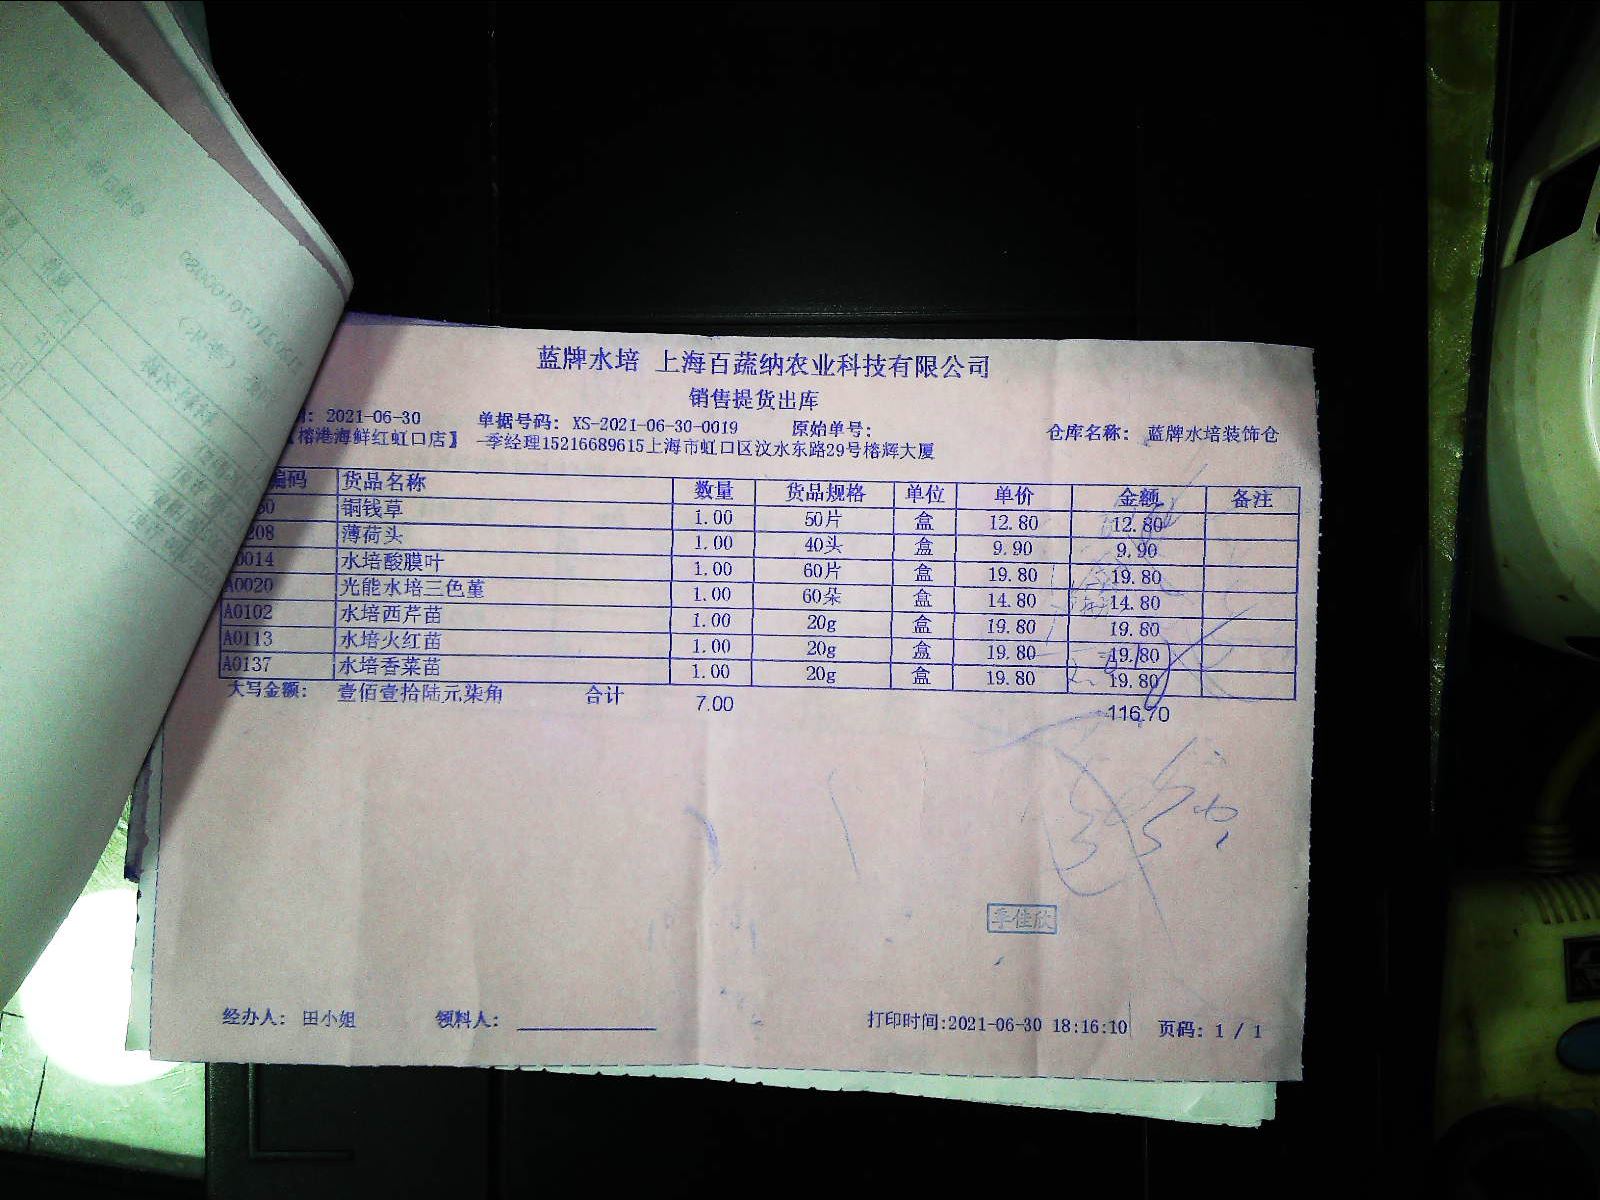 蓝牌水培 上海百蔬纳农业科技有限公司
销售提货出库
: 2021-06-30 单据号码: XS-2021-06-30-0019 原始单号: 仓库名称: 蓝牌水培装饰仓
榕港海鲜红虹口店】 -季经理15216689615上海市虹口区汶水东路29号榕辉大厦
编码 货品名称 数量 货品规格 单位 单价 金额 备注
铜钱草 1.00 50片 盒 12.80 12.80
208 薄荷头 1.00 40头 盒 9.90 9.90
0014 水培酸膜叶 1.00 60片 盒 19.80 19.80
A0020 光能水培三色堇 1.00 60朵 盒 14.80 14.80
A0102 水培西芹苗 1.00 20g 盒 19.80 19.80
A0113 水培火红苗 1.00 20g 盒 19.80 19.80
A0137 水培香菜苗 1.00 20g 盒 19.80 19.80
大写金额: 壹佰壹拾陆元柒角 合计 7.00 116.70
季佳欣
经办人: 田小姐 领料人: 打印时间:2021-06-30 18:16:10 页码: 1 / 1